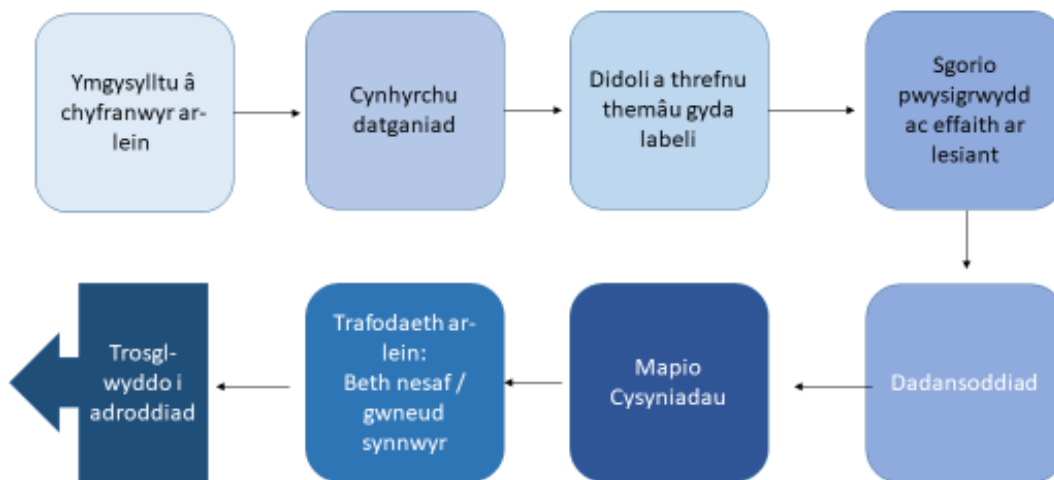 Ymgysylltu â
chyfranwyr ar-
lein
Cynhyrchu
datganiad
Didoli a threfnu
themâu gyda
labeli
Sgorio
pwysigrwydd
ac effaith ar
lesiant
Dadansoddiad
Mapio
Cysyniadau
Trafodaeth ar-
lein:
Beth nesaf /
gwneud
synnwyr
Trosgl-
wyddo i
adroddiad